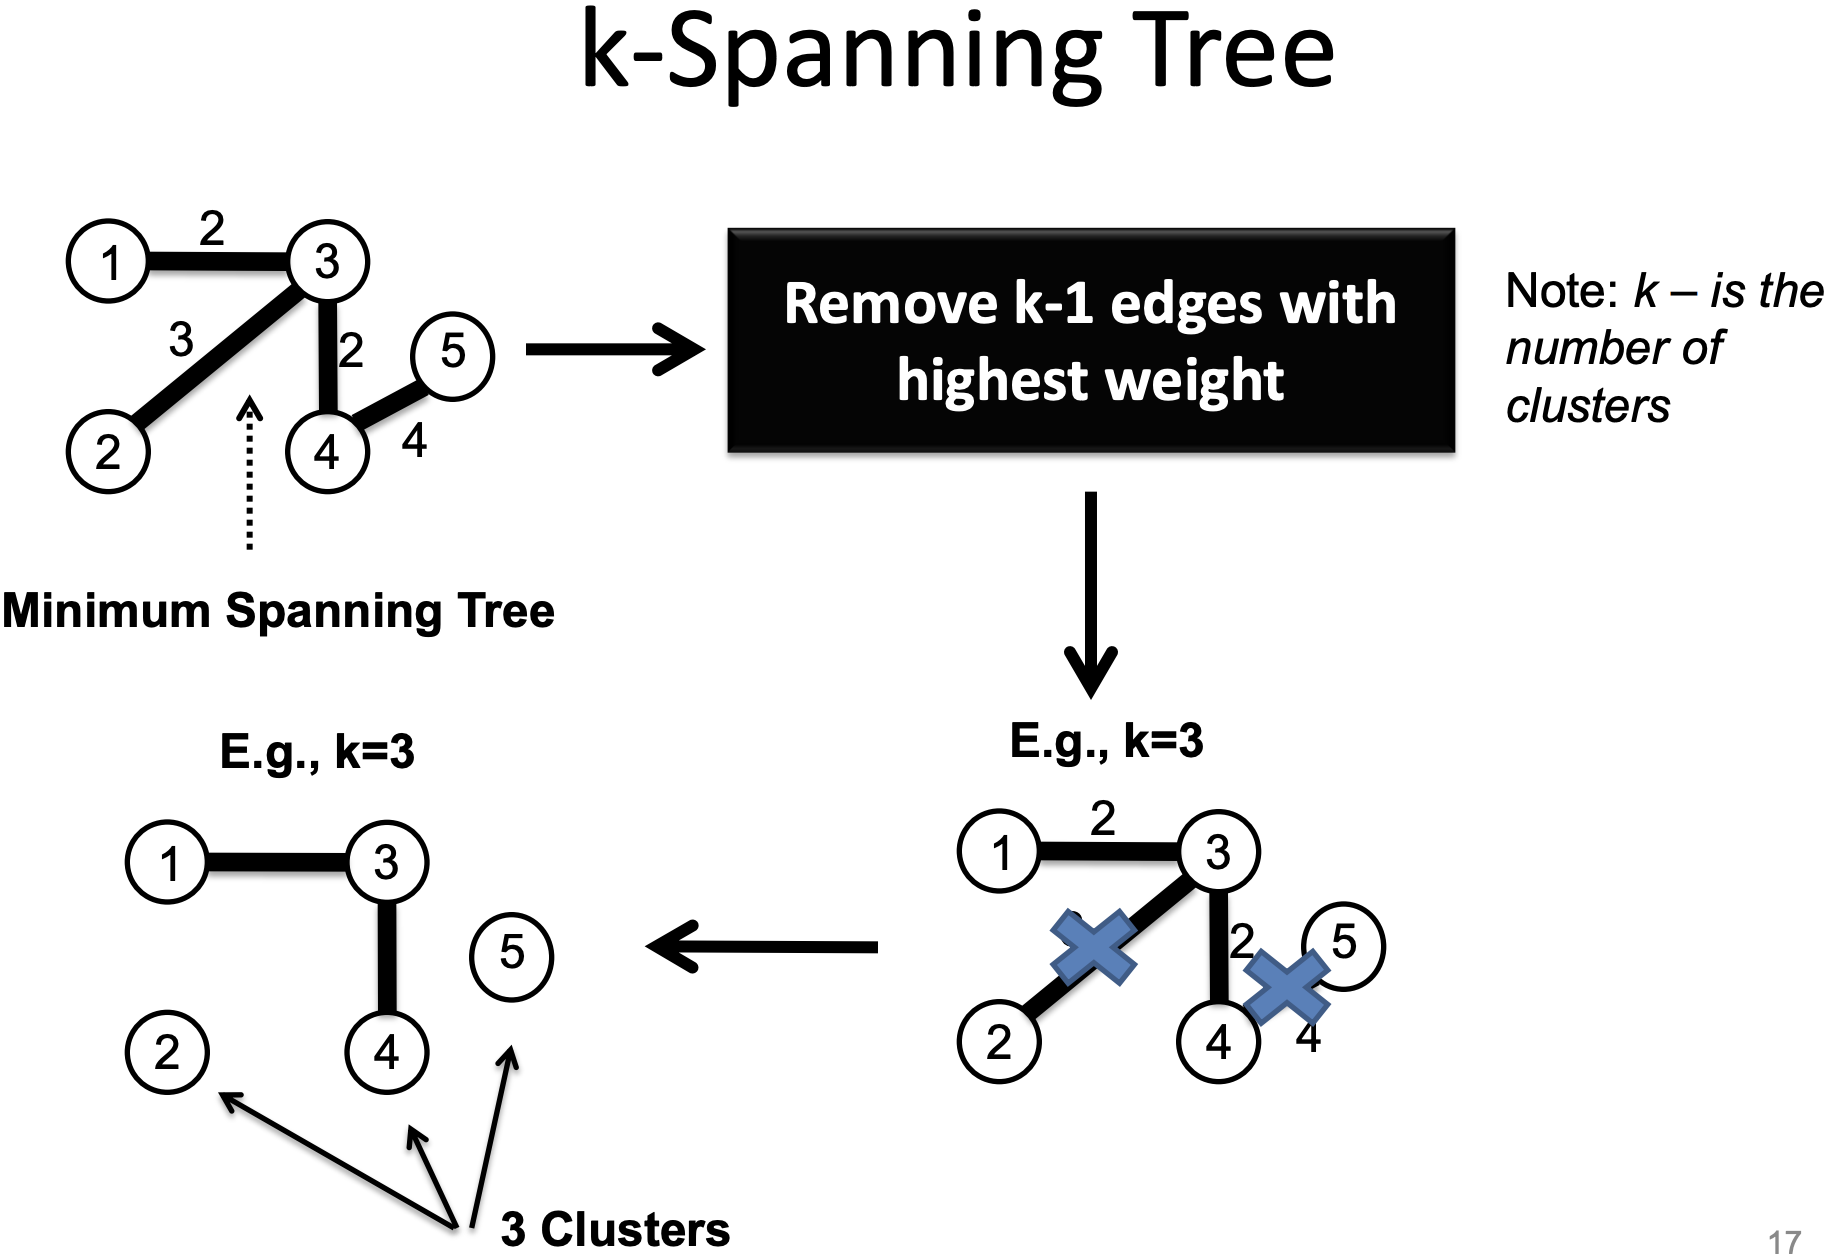 k-Spanning Tree
1
2
3
3
2
5
2
4
4
Minimum Spanning Tree
Remove k-1 edges with
highest weight
Note: k – is the
number of
clusters
E.g., k=3
1
2
3
2
5
2
4
4
E.g., k=3
1
3
5
2
4
3 Clusters
17